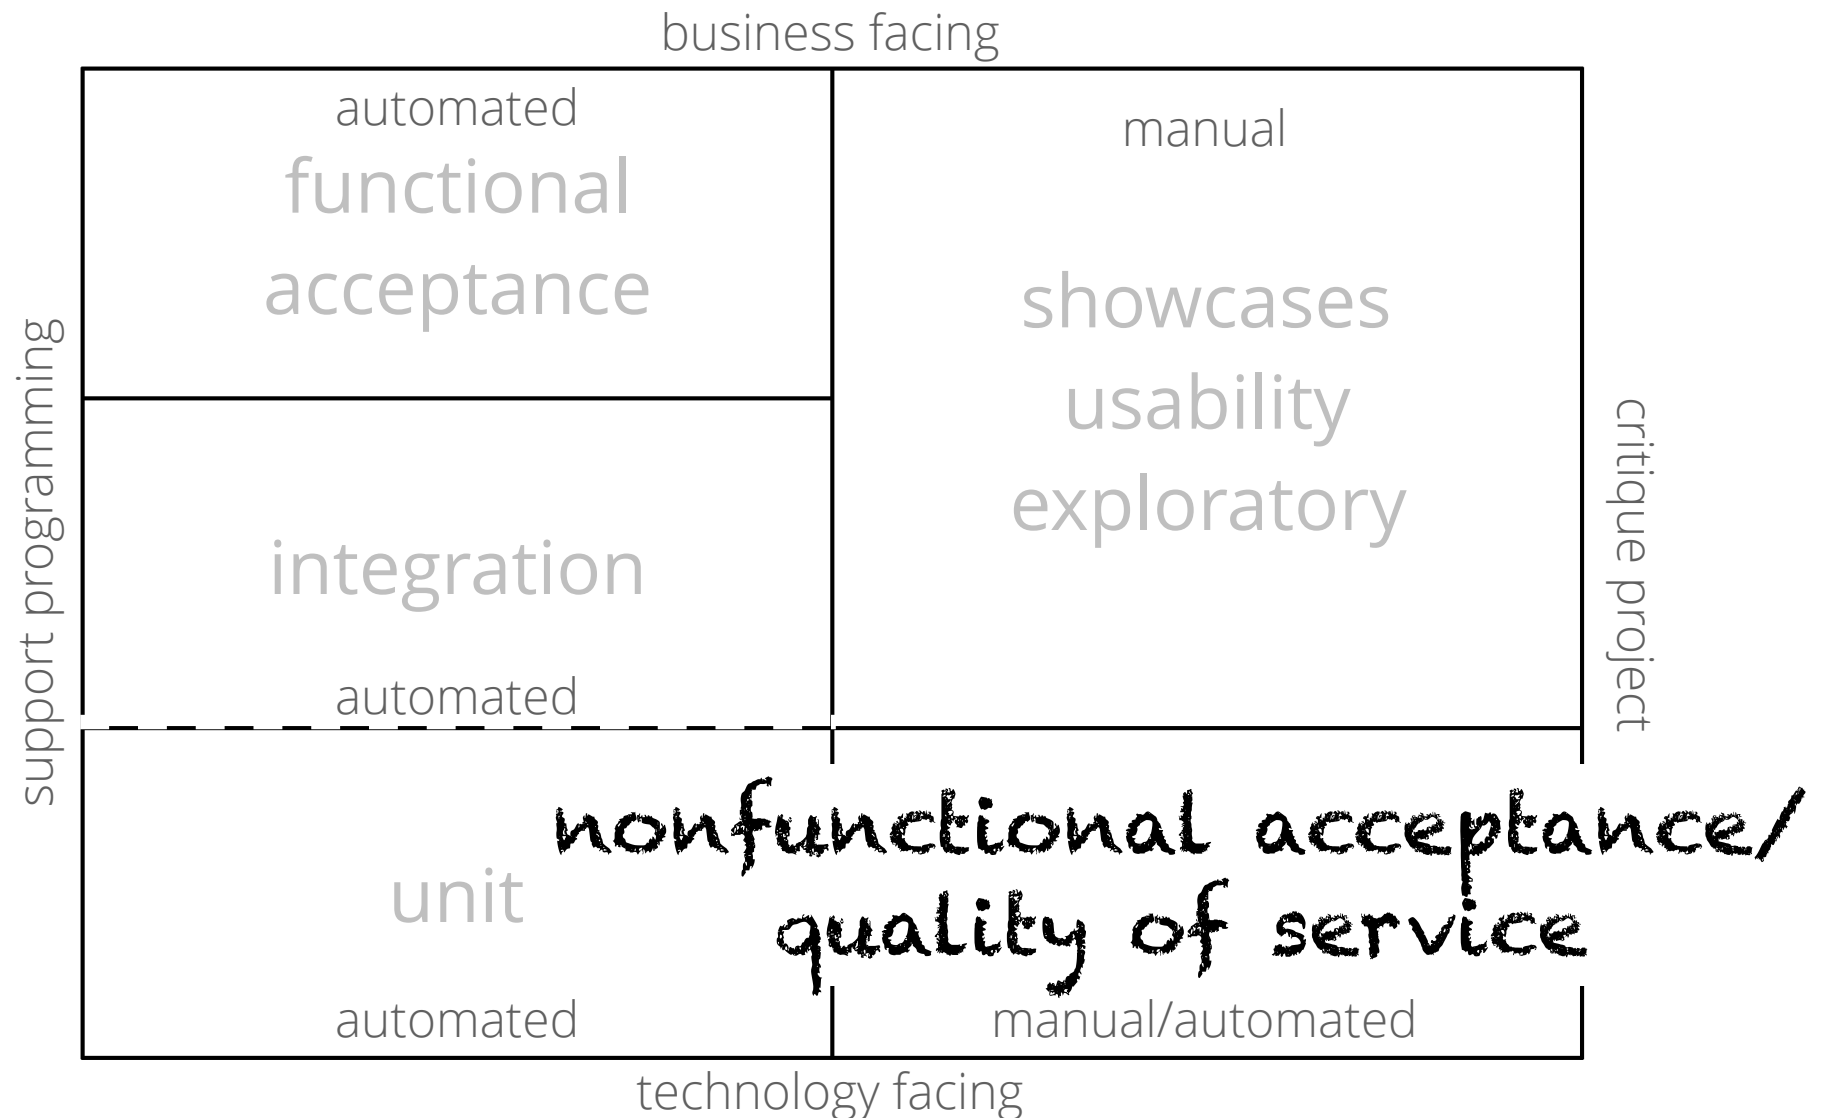 business facing
automated
functional
acceptance
manual
showcases
usability
exploratory
support programming
critique project
integration
automated
nonfunctional acceptance/
quality of service
unit
automated
manual/automated
technology facing